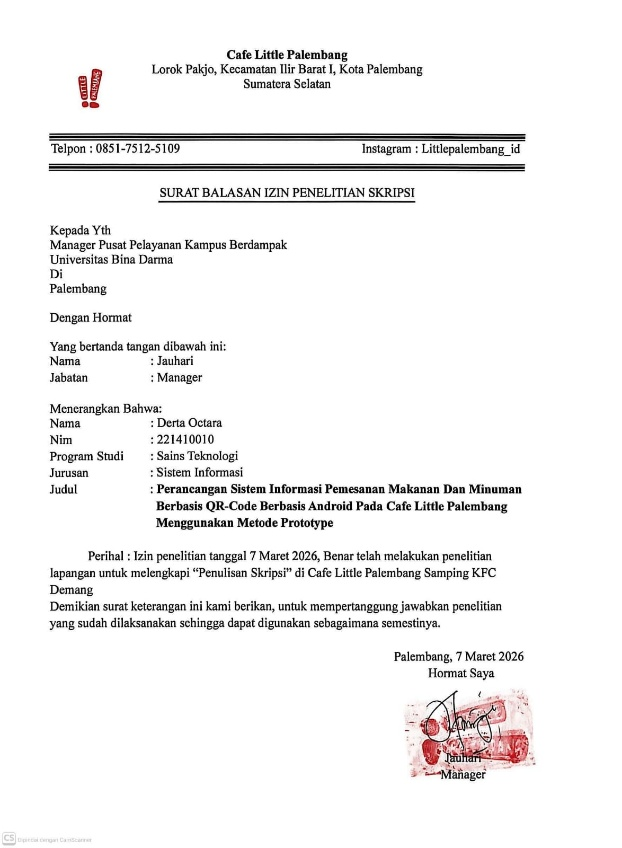 Cafe Little Palembang
Lorok Pakjo, Kecamatan Ilir Barat I, Kota Palembang
Sumatera Selatan
LITTLE
PALEMBANG
Telpon : 0851-7512-5109 Instagram : Littlepalembang_id
SURAT BALASAN IZIN PENELITIAN SKRIPSI
Kepada Yth
Manager Pusat Pelayanan Kampus Berdampak
Universitas Bina Darma
Di
Palembang
Dengan Hormat
Yang bertanda tangan dibawah ini:
Nama : Jauhari
Jabatan : Manager
Menerangkan Bahwa:
Nama : Derta Octara
Nim : 221410010
Program Studi : Sains Teknologi
Jurusan : Sistem Informasi
Judul : Perancangan Sistem Informasi Pemesanan Makanan Dan Minuman
Berbasis QR-Code Berbasis Android Pada Cafe Little Palembang
Menggunakan Metode Prototype
Perihal : Izin penelitian tanggal 7 Maret 2026, Benar telah melakukan penelitian
lapangan untuk melengkapi “Penulisan Skripsi” di Cafe Little Palembang Samping KFC
Demang
Demikian surat keterangan ini kami berikan, untuk mempertanggung jawabkan penelitian
yang sudah dilaksanakan sehingga dapat digunakan sebagaimana semestinya.
Palembang, 7 Maret 2026
Hormat Saya
Jauhari
Manager
CS Dipindai dengan CamScanner